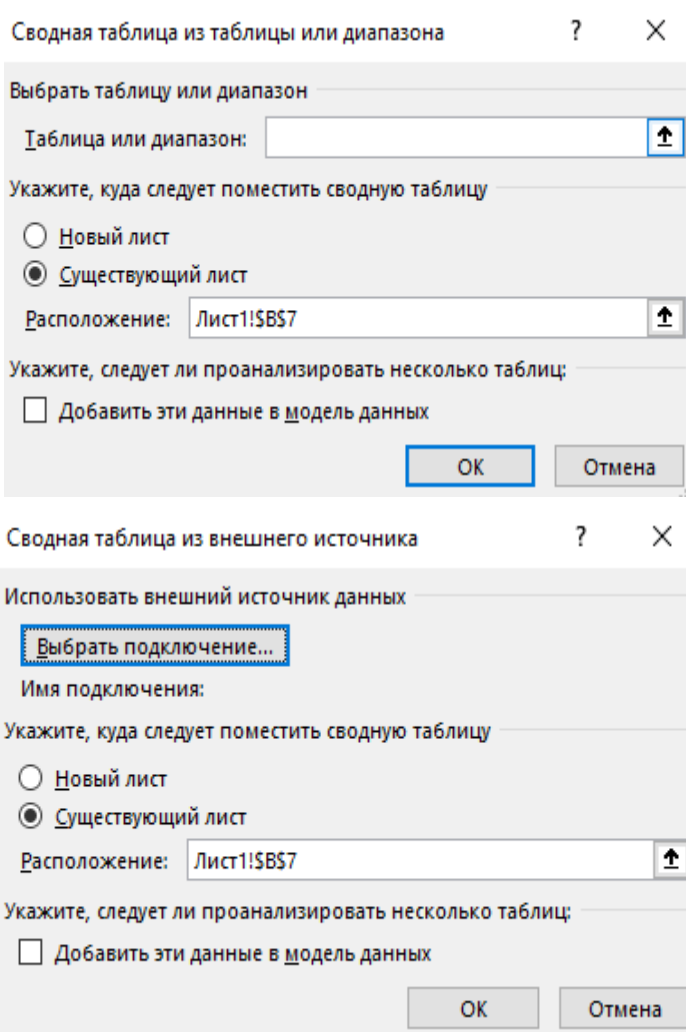 Сводная таблица из таблицы или диапазона ? ×
Выбрать таблицу или диапазон
Таблица или диапазон:
Укажите, куда следует поместить сводную таблицу
Новый лист
Существующий лист
Расположение: Лист1!$B$7
Укажите, следует ли проанализировать несколько таблиц:
Добавить эти данные в модель данных
ОК Отмена
Сводная таблица из внешнего источника ? ×
Использовать внешний источник данных
Выбрать подключение...
Имя подключения:
Укажите, куда следует поместить сводную таблицу
Новый лист
Существующий лист
Расположение: Лист1!$B$7
Укажите, следует ли проанализировать несколько таблиц:
Добавить эти данные в модель данных
ОК Отмена